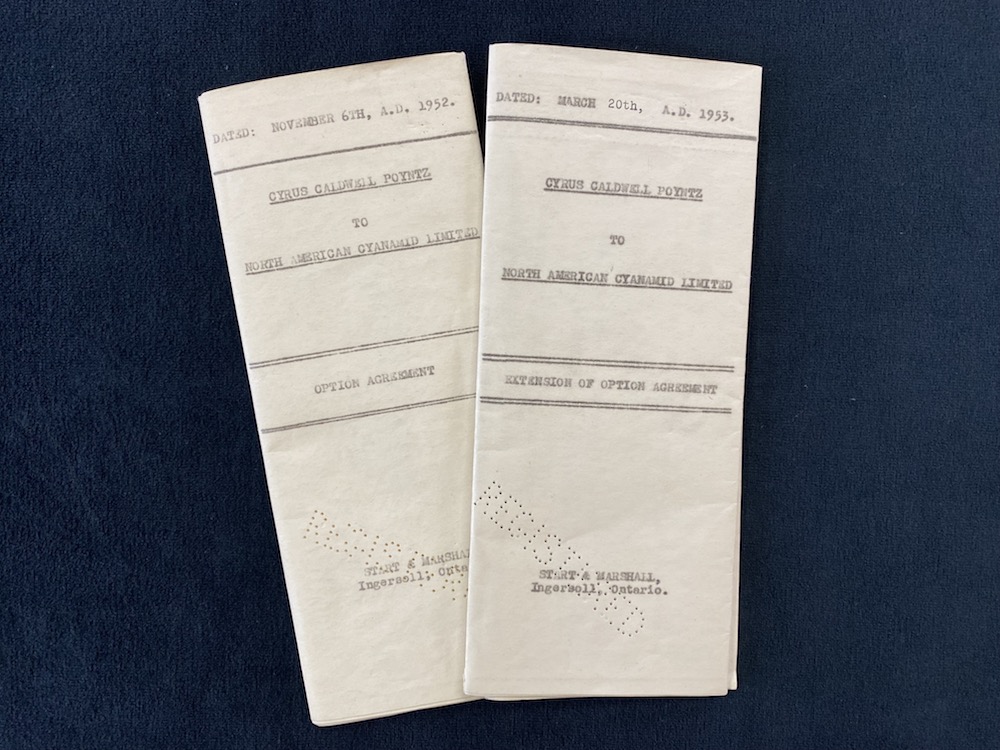 DATED: NOVEMBER 6TH, A.D. 1952.
CYRUS CALDWELL POYNTZ
TO
NORTH AMERICAN CYANAMID LIMITED
OPTION AGREEMENT
START & MARSHAL
Ingersoll, Onta
DATED: MARCH 20th, A.D. 1953.
CYRUS CALDWELL POYNTZ
TO
NORTH AMERICAN CYANAMID LIMITED
EXTENSION OF OPTION AGREEMENT
START & MARSHALL,
Ingersoll, Ontario.